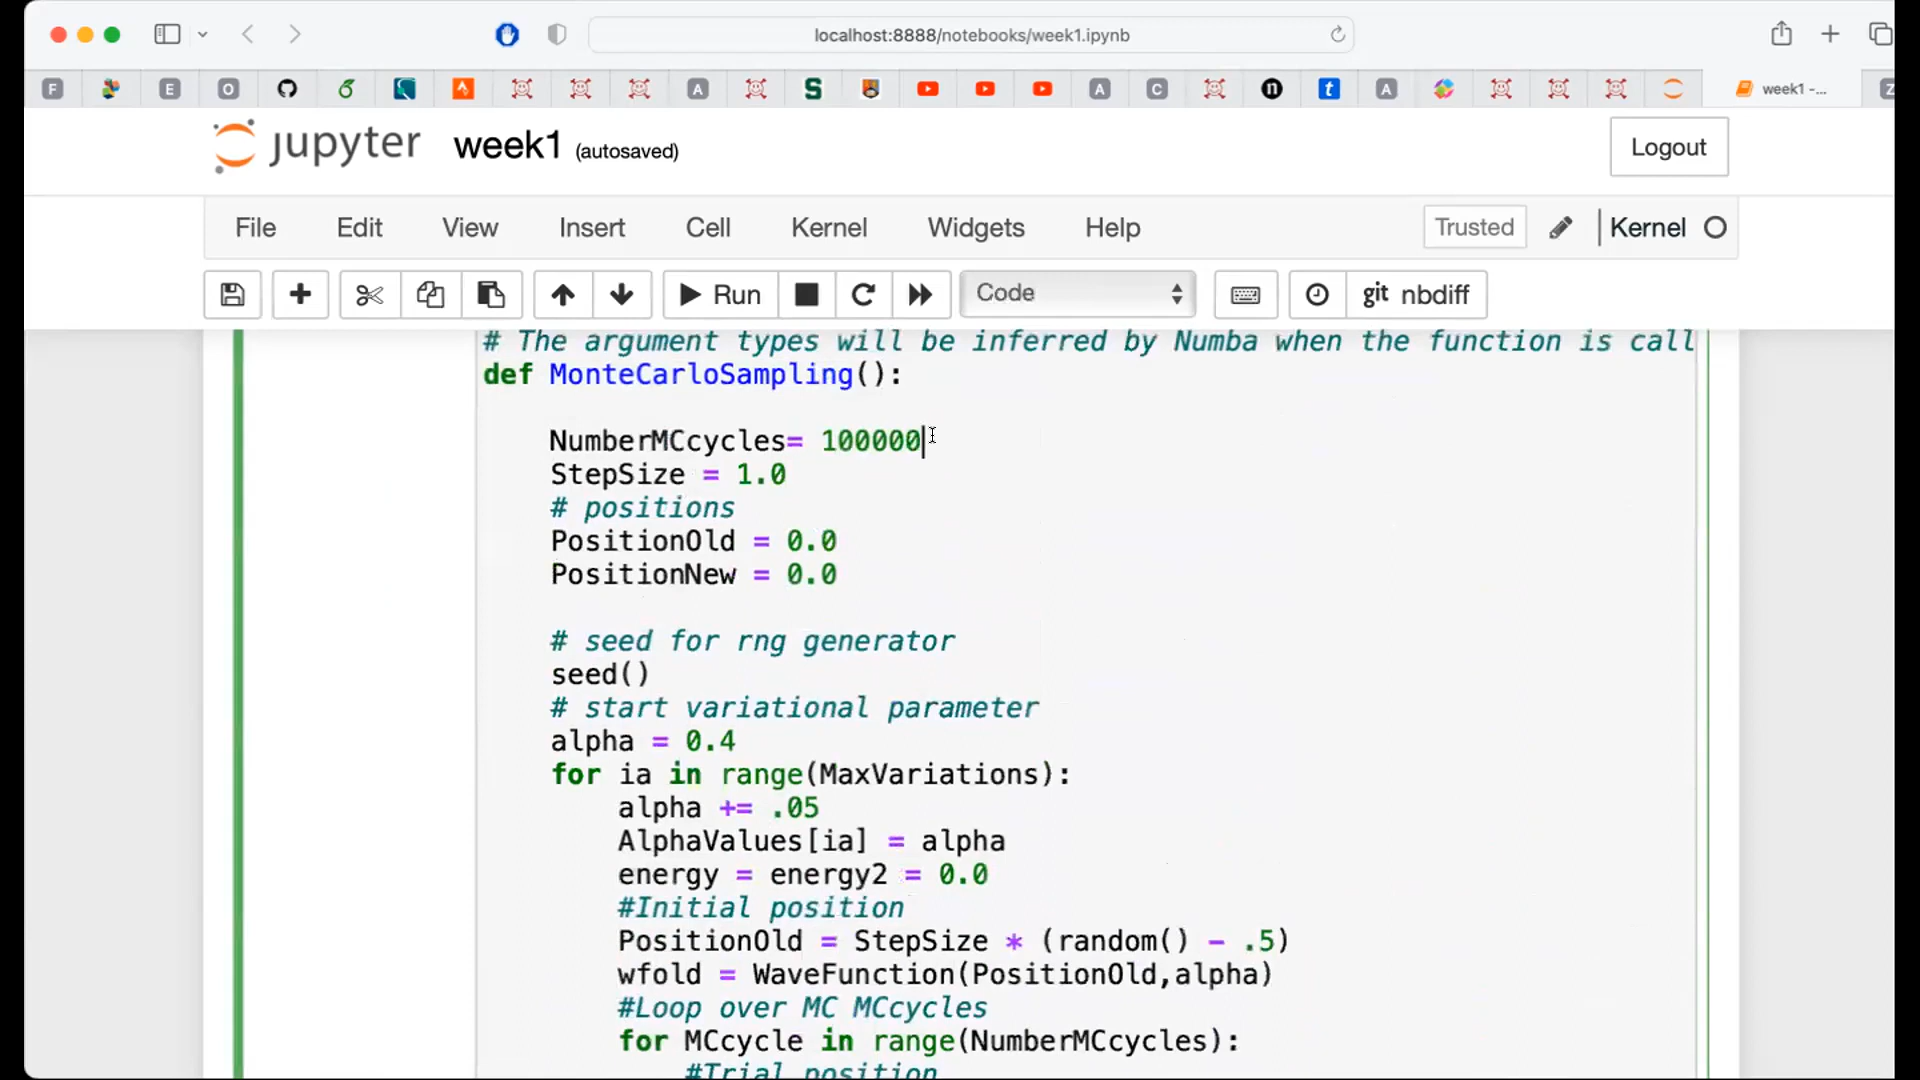 localhost:8888/notebooks/week1.ipynb
F E O A S A C n t A week1 -... Z
jupyter week1 (autosaved)
Logout
File Edit View Insert Cell Kernel Widgets Help Trusted Kernel
Run Code git nbdiff
# The argument types will be inferred by Numba when the function is call
def MonteCarloSampling():
NumberMCcycles= 100000
StepSize = 1.0
# positions
PositionOld = 0.0
PositionNew = 0.0
# seed for rng generator
seed()
# start variational parameter
alpha = 0.4
for ia in range(MaxVariations):
alpha += .05
AlphaValues[ia] = alpha
energy = energy2 = 0.0
#Initial position
PositionOld = StepSize * (random() - .5)
wfold = WaveFunction(PositionOld,alpha)
#Loop over MC MCcycles
for MCcycle in range(NumberMCcycles):
#Trial position